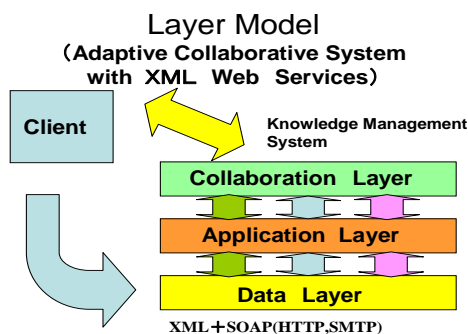 Layer Model
（Adaptive Collaborative System
with XML Web Services）
Client
Knowledge Management
System
Collaboration Layer
Application Layer
Data Layer
XML＋SOAP(HTTP,SMTP)